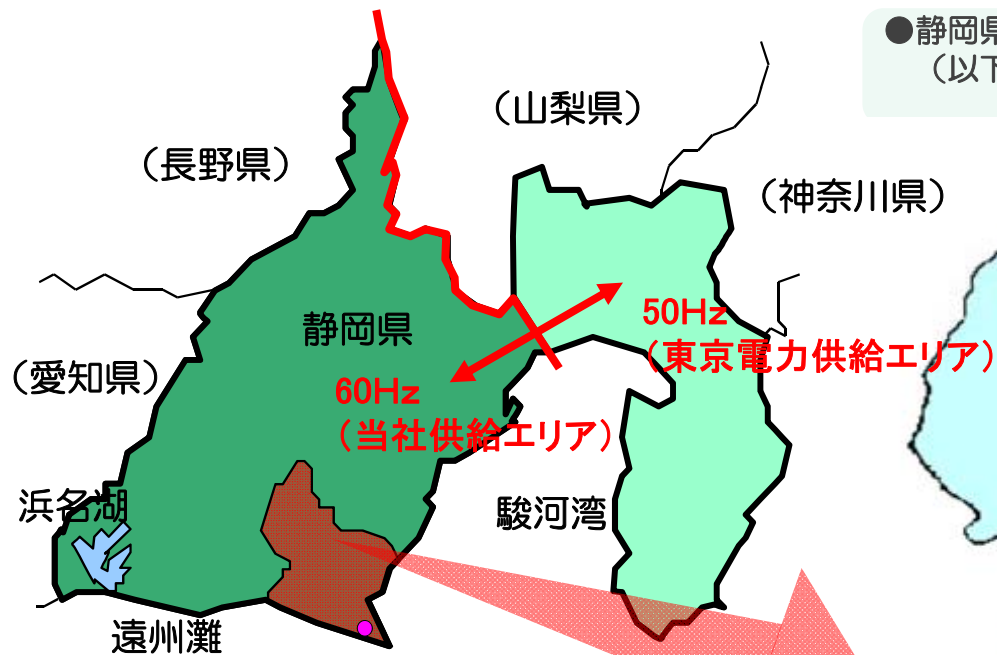 ●静岡県
（以下
（山梨県）
（長野県）
（神奈川県）
静岡県
50Hz
（東京電力供給エリア）
（愛知県）
60Hz
（当社供給エリア）
浜名湖
駿河湾
遠州灘